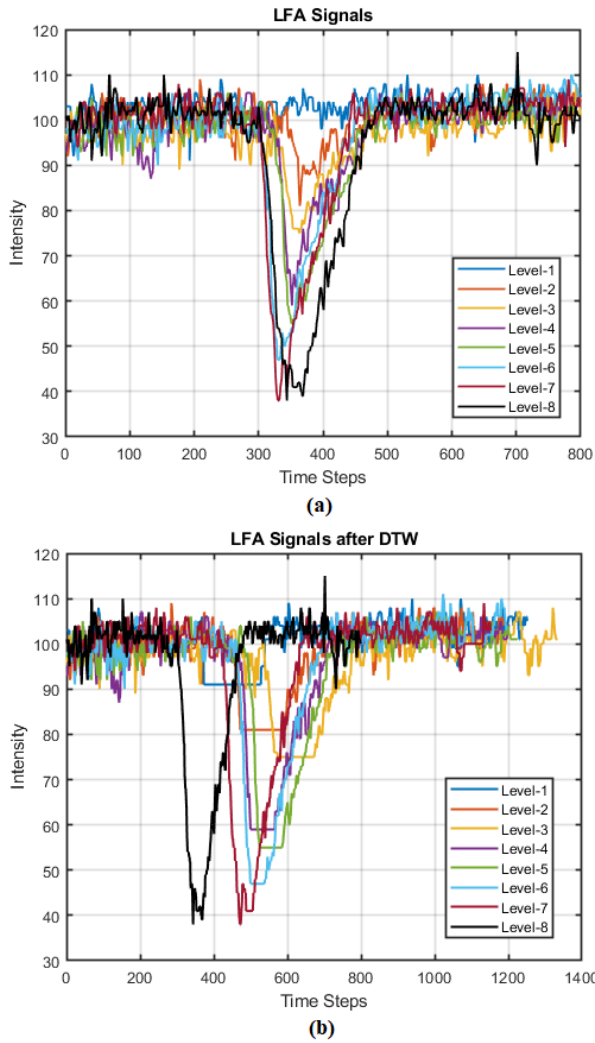 LFA Signals
120
110
100
90
80
70
60
50
40
30
Intensity
Level-1
Level-2
Level-3
Level-4
Level-5
Level-6
Level-7
Level-8
0 100 200 300 400 500 600 700 800
Time Steps
(a)
LFA Signals after DTW
120
110
100
90
80
70
60
50
40
30
Intensity
Level-1
Level-2
Level-3
Level-4
Level-5
Level-6
Level-7
Level-8
0 200 400 600 800 1000 1200 1400
Time Steps
(b)